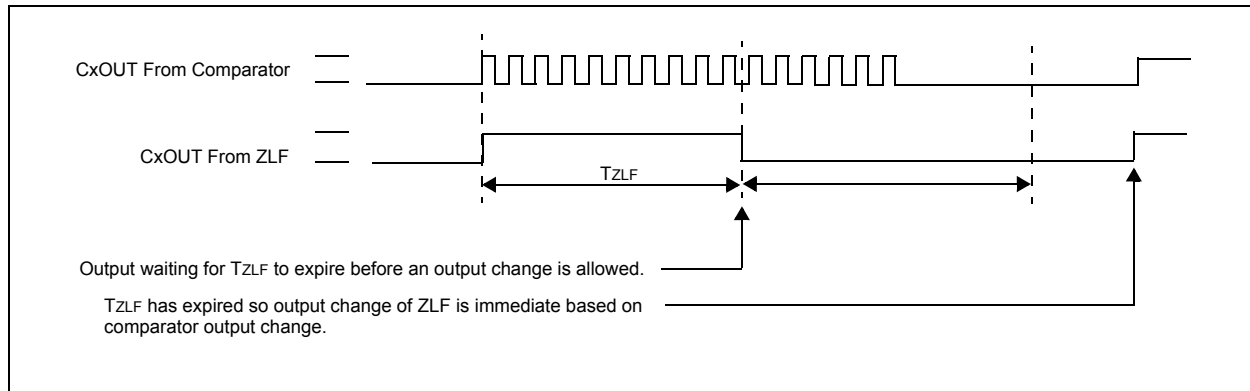 CxOUT From Comparator
CxOUT From ZLF
TZLF
Output waiting for TZLF to expire before an output change is allowed.
TZLF has expired so output change of ZLF is immediate based on
comparator output change.